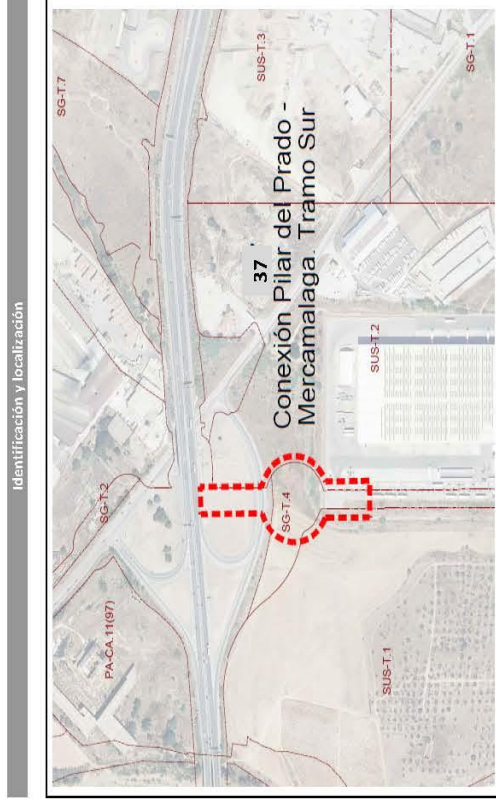 Identificación y localización
SG-T.7
SUS-T.3
SG-T.1
SG-T-2
37
Conexión Pilar del Prado -
Mercamalaga. Tramo Sur
PA-CA.11(97)
SG-T.4
SUS-T.2
SUS-T.1